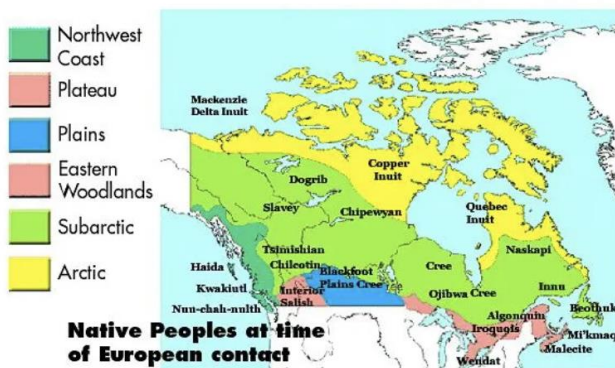 Northwest
Coast
Plateau
Plains
Eastern
Woodlands
Subarctic
Arctic
Mackenzie
Delta Inuit
Copper
Inuit
Dogrib
Slavey
Chipewyan
Quebec
Inuit
Naskapi
Tsimishian
Chilcotin
Haida
Blackfoot
Plains Cree
Cree
Innu
Kwakiutl
Interior
Salish
Ojibwa Cree
Beothuk
Nun-chah-nulth
Algonquin
Iroquois
Mi'kmaq
Malecite
Wendat
Native Peoples at time
of European contact